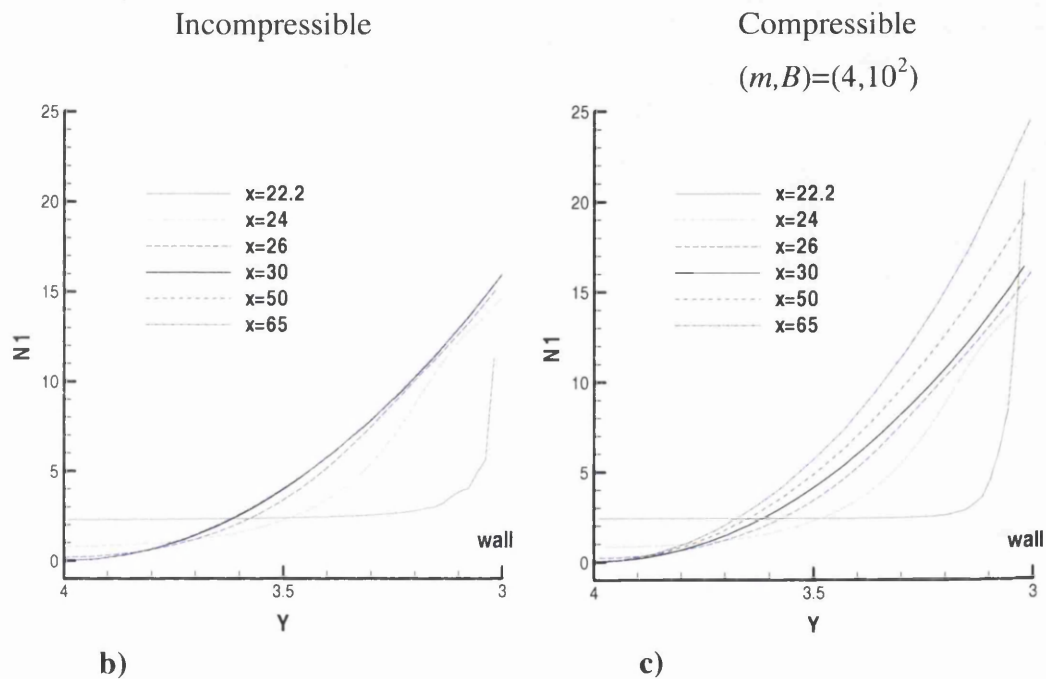 Incompressible
Compressible
(m,B)=(4,10²)
25
20
15
10
5
0
N1
x=22.2
x=24
x=26
x=30
x=50
x=65
wall
4
3.5
3
Y
b)
25
20
15
10
5
0
N1
x=22.2
x=24
x=26
x=30
x=50
x=65
wall
4
3.5
3
Y
c)